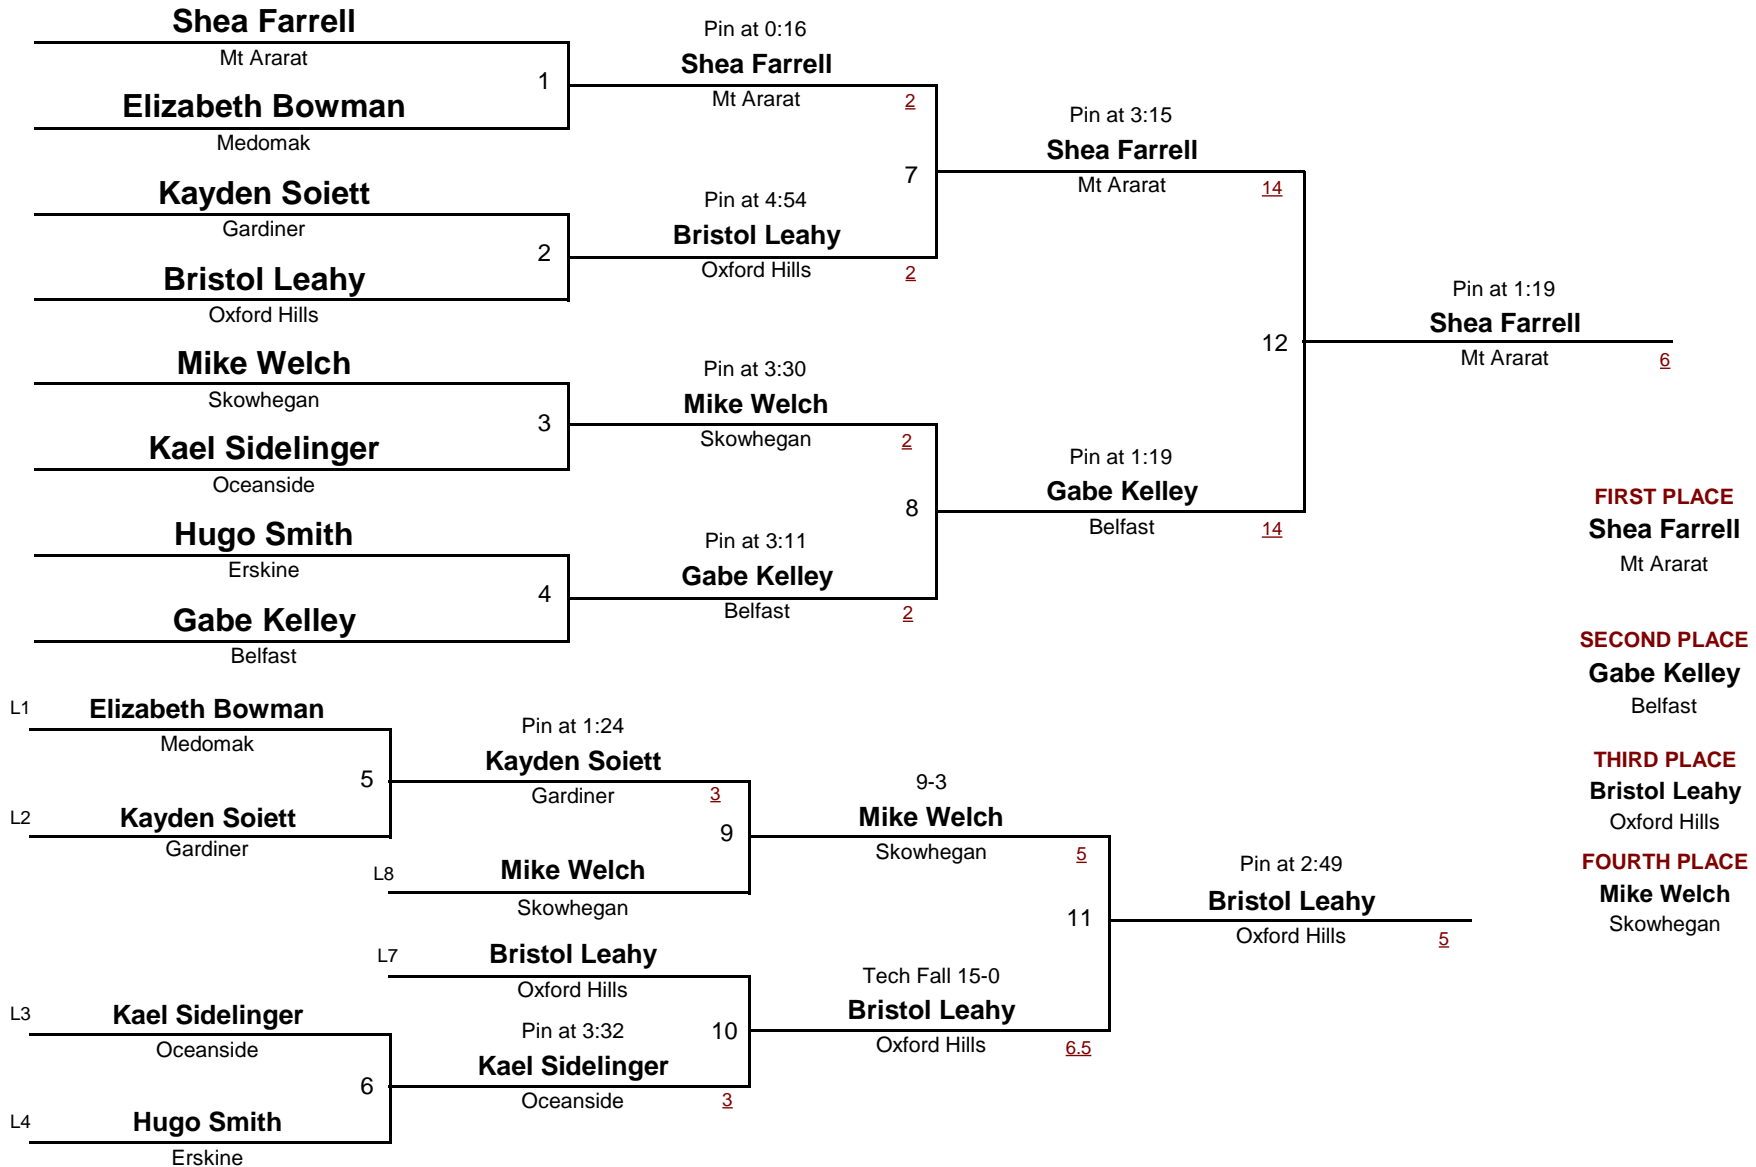 Shea Farrell
Mt Ararat
1
Elizabeth Bowman
Medomak
Kayden Soiett
Gardiner
2
Bristol Leahy
Oxford Hills
Mike Welch
Skowhegan
3
Kael Sidelinger
Oceanside
Hugo Smith
Erskine
4
Gabe Kelley
Belfast
Pin at 0:16
Shea Farrell
Mt Ararat 2
7
Pin at 4:54
Bristol Leahy
Oxford Hills 2
Pin at 3:30
Mike Welch
Skowhegan 2
8
Pin at 3:11
Gabe Kelley
Belfast 2
Pin at 3:15
Shea Farrell
Mt Ararat 14
12
Pin at 1:19
Gabe Kelley
Belfast 14
Pin at 1:19
Shea Farrell
Mt Ararat 6
FIRST PLACE
Shea Farrell
Mt Ararat
SECOND PLACE
Gabe Kelley
Belfast
THIRD PLACE
Bristol Leahy
Oxford Hills
FOURTH PLACE
Mike Welch
Skowhegan
L1 Elizabeth Bowman
Medomak
5
L2 Kayden Soiett
Gardiner
L3 Kael Sidelinger
Oceanside
6
L4 Hugo Smith
Erskine
Pin at 1:24
Kayden Soiett
Gardiner 3
9
L8 Mike Welch
Skowhegan
L7 Bristol Leahy
Oxford Hills
10
Pin at 3:32
Kael Sidelinger
Oceanside 3
9-3
Mike Welch
Skowhegan 5
11
Tech Fall 15-0
Bristol Leahy
Oxford Hills 6.5
Pin at 2:49
Bristol Leahy
Oxford Hills 5